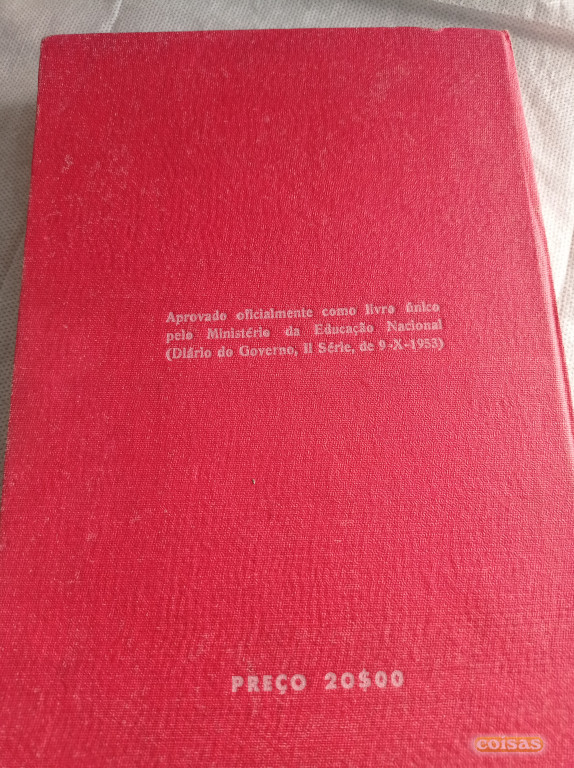 Aprovado oficialmente como livro único
pelo Ministério da Educação Nacional
(Diário do Governo, II Série, de 9-X-1953)
PREÇO 20$00
coisas